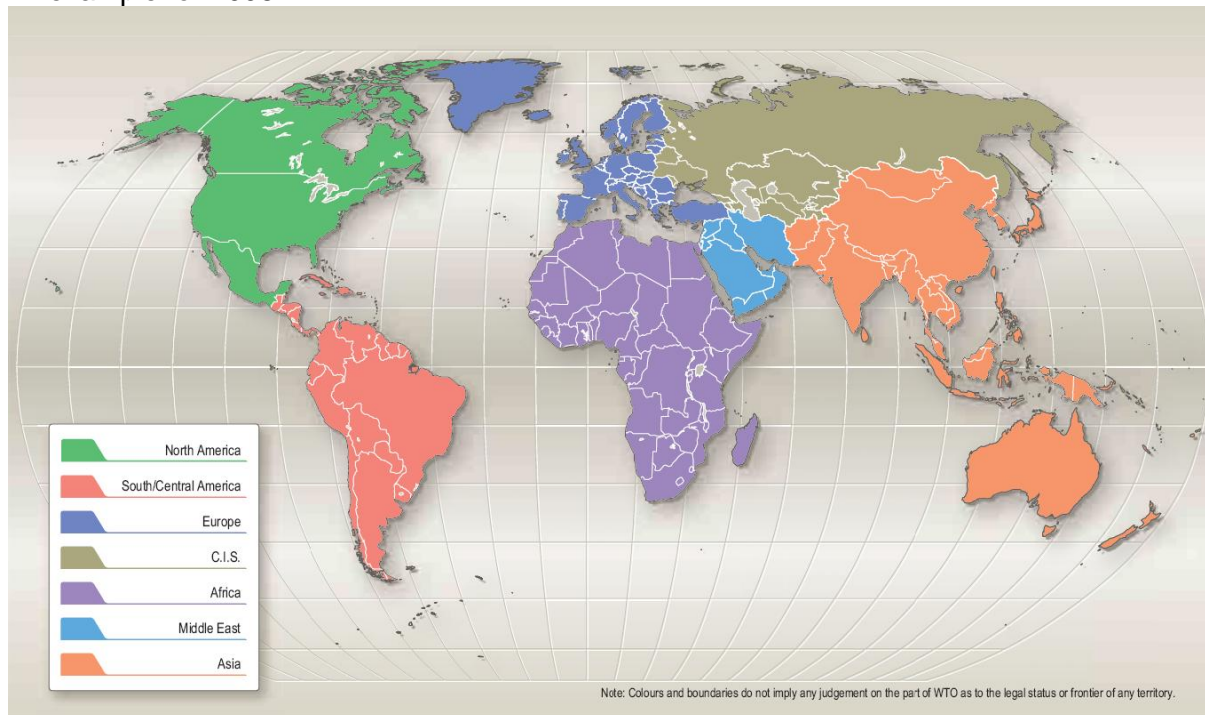 North America
South/Central America
Europe
C.I.S.
Africa
Middle East
Asia
Note: Colours and boundaries do not imply any judgement on the part of WTO as to the legal status or frontier of any territory.